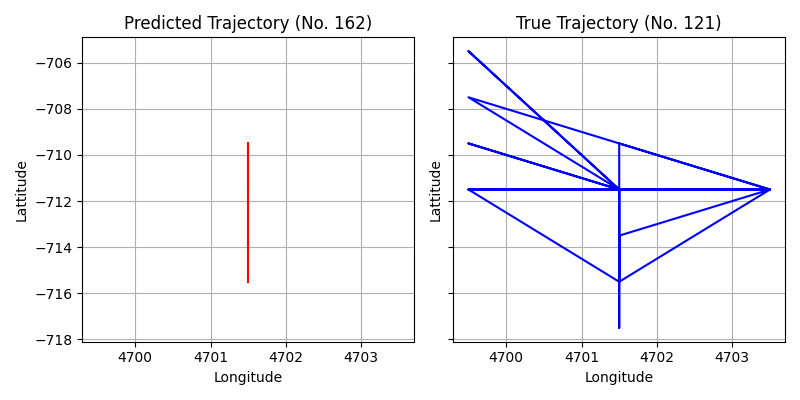 Predicted Trajectory (No. 162)
True Trajectory (No. 121)
Lattitude
−706
−708
−710
−712
−714
−716
−718
4700
4701
4702
4703
Longitude
Lattitude
4700
4701
4702
4703
Longitude